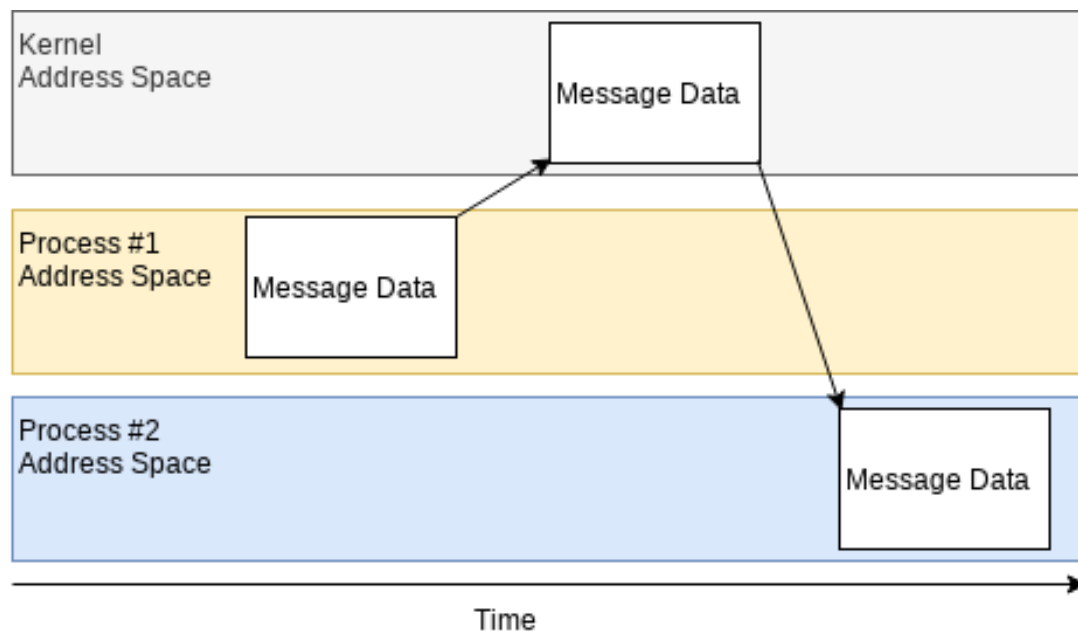 Kernel
Address Space
Message Data
Process #1
Address Space
Message Data
Process #2
Address Space
Message Data
Time